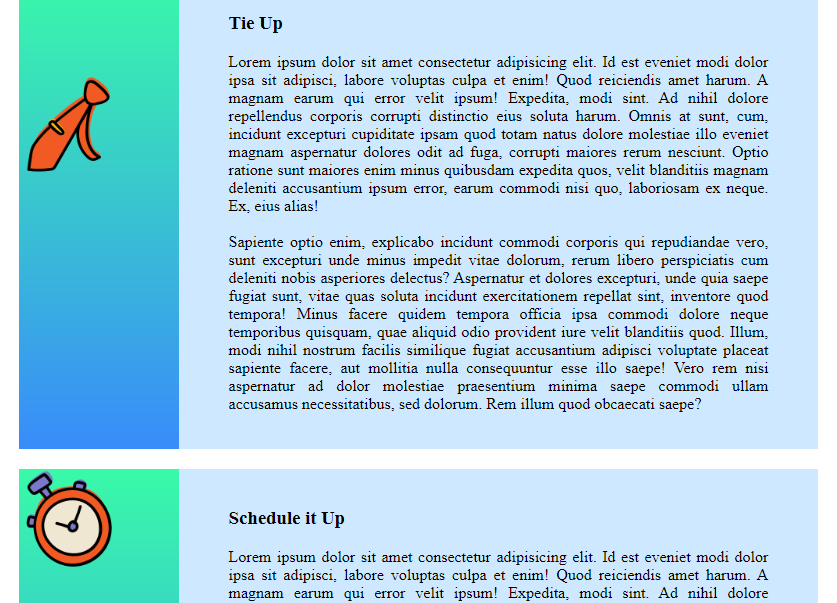 Tie Up
Lorem ipsum dolor sit amet consectetur adipisicing elit. Id est eveniet modi dolor
ipsa sit adipisci, labore voluptas culpa et enim! Quod reiciendis amet harum. A
magnam earum qui error velit ipsum! Expedita, modi sint. Ad nihil dolore
repellendus corporis corrupti distinctio eius soluta harum. Omnis at sunt, cum,
incidunt excepturi cupiditate ipsam quod totam natus dolore molestiae illo eveniet
magnam aspernatur dolores odit ad fuga, corrupti maiores rerum nesciunt. Optio
ratione sunt maiores enim minus quibusdam expedita quos, velit blanditiis magnam
deleniti accusantium ipsum error, earum commodi nisi quo, laboriosam ex neque.
Ex, eius alias!
Sapiente optio enim, explicabo incidunt commodi corporis qui repudiandae vero,
sunt excepturi unde minus impedit vitae dolorum, rerum libero perspiciatis cum
deleniti nobis asperiores delectus? Aspernatur et dolores excepturi, unde quia saepe
fugiat sunt, vitae quas soluta incidunt exercitationem repellat sint, inventore quod
tempora! Minus facere quidem tempora officia ipsa commodi dolore neque
temporibus quisquam, quae aliquid odio provident iure velit blanditiis quod. Illum,
modi nihil nostrum facilis similique fugiat accusantium adipisci voluptate placeat
sapiente facere, aut mollitia nulla consequuntur esse illo saepe! Vero rem nisi
aspernatur ad dolor molestiae praesentium minima saepe commodi ullam
accusamus necessitatibus, sed dolorum. Rem illum quod obcaecati saepe?
Schedule it Up
Lorem ipsum dolor sit amet consectetur adipisicing elit. Id est eveniet modi dolor
ipsa sit adipisci, labore voluptas culpa et enim! Quod reiciendis amet harum. A
magnam earum qui error velit ipsum! Expedita, modi sint. Ad nihil dolore